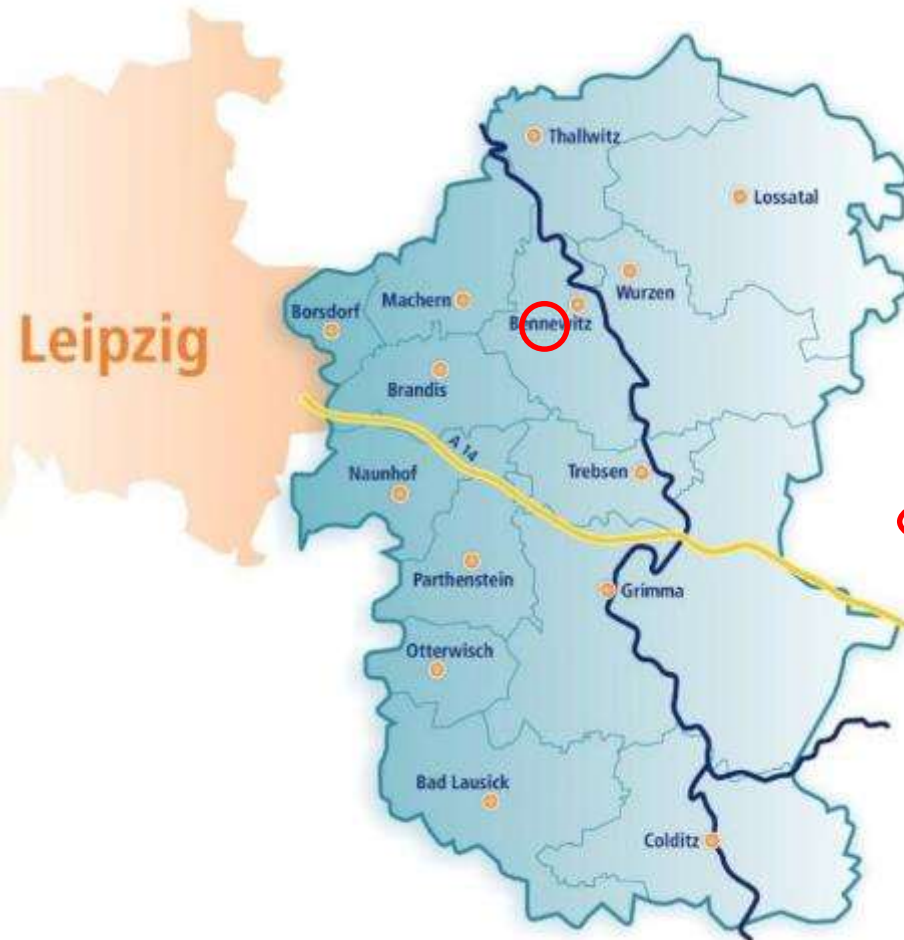 Thallwitz
Lossatal
Wurzen
Machern
Borsdorf
Bennewitz
Leipzig
Brandis
A 14
Naunhof
Trebsen
Parthenstein
Grimma
Otterwisch
Bad Lausick
Colditz